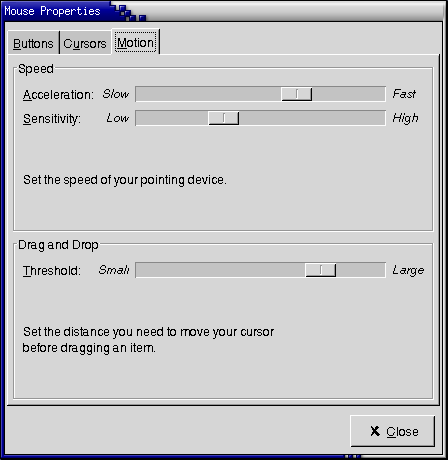 Mouse Properties
Buttons Cursors Motion
Speed
Acceleration: Slow Fast
Sensitivity: Low High
Set the speed of your pointing device.
Drag and Drop
Threshold: Small Large
Set the distance you need to move your cursor
before dragging an item.
Close